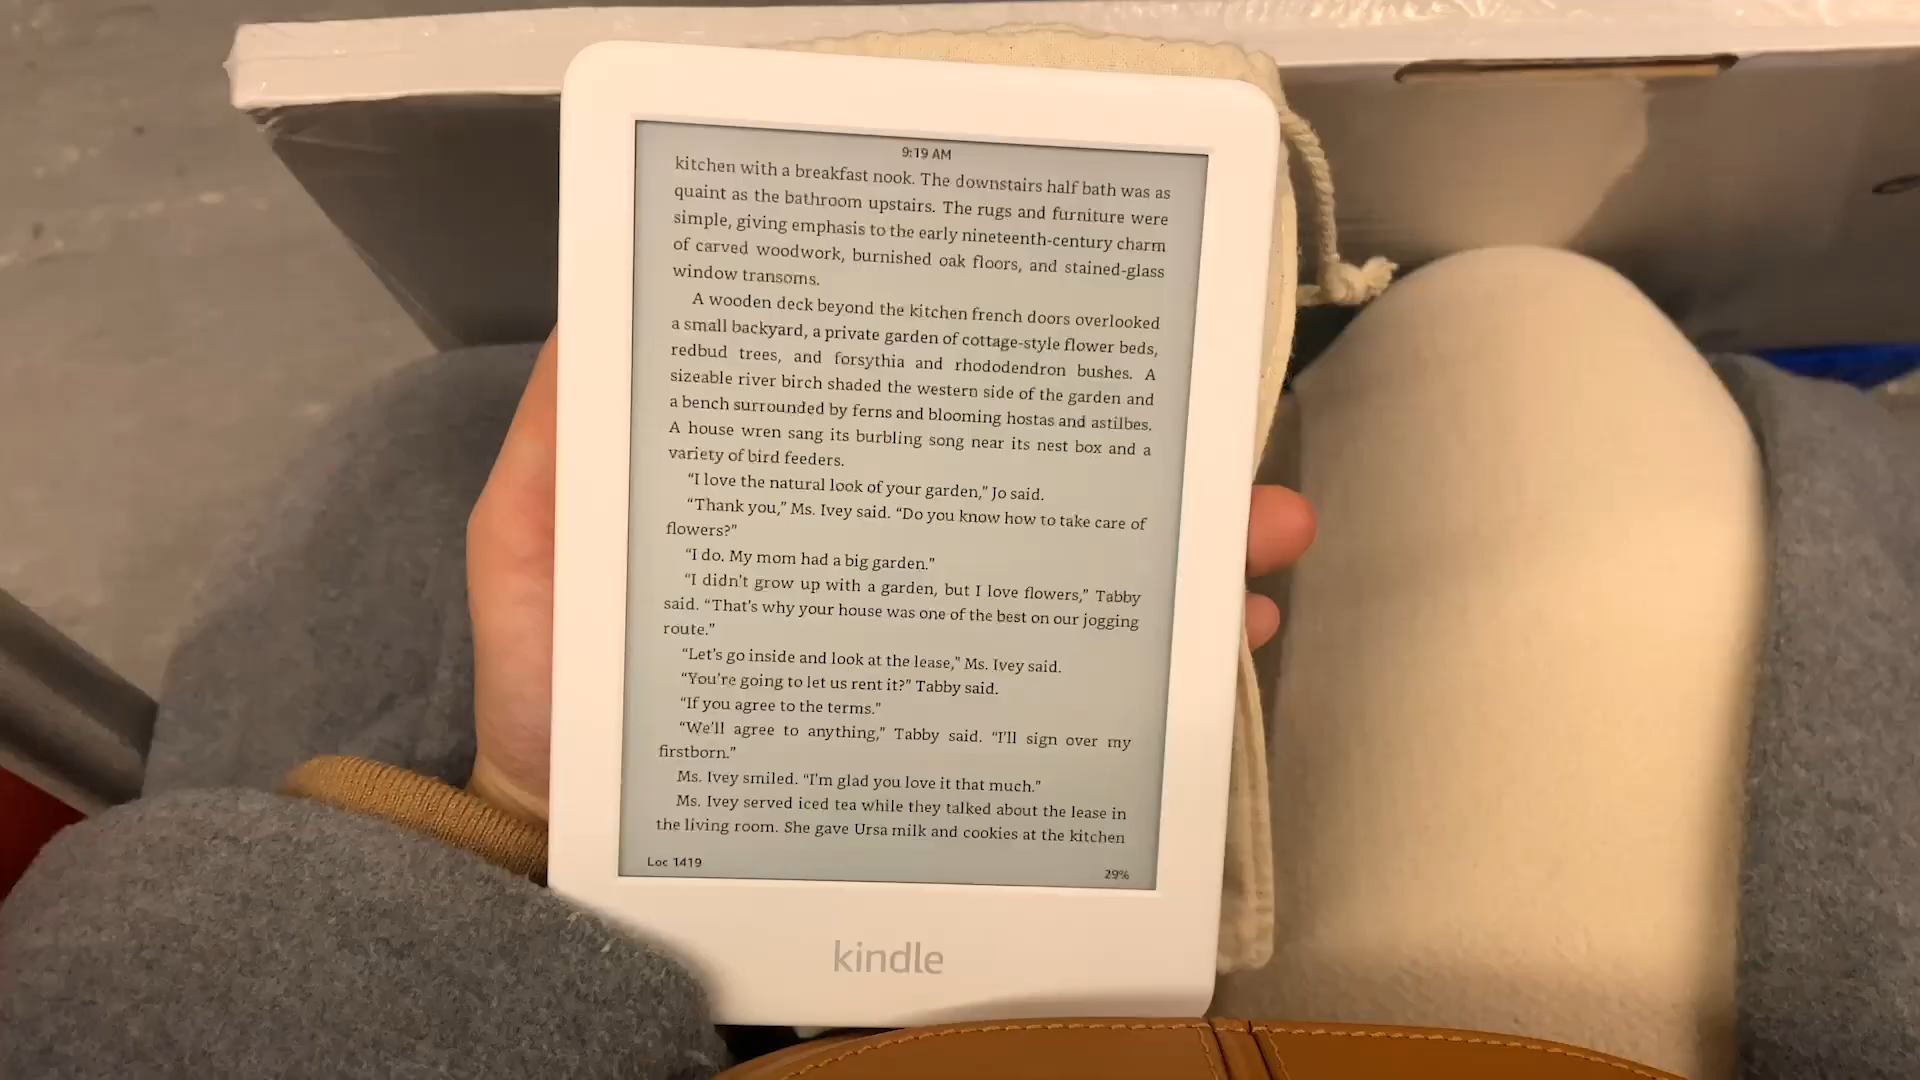 9:19 AM
kitchen with a breakfast nook. The downstairs half bath was as
quaint as the bathroom upstairs. The rugs and furniture were
simple, giving emphasis to the early nineteenth-century charm
of carved woodwork, burnished oak floors, and stained-glass
window transoms.
A wooden deck beyond the kitchen french doors overlooked
a small backyard, a private garden of cottage-style flower beds,
redbud trees, and forsythia and rhododendron bushes. A
sizeable river birch shaded the western side of the garden and
a bench surrounded by ferns and blooming hostas and astilbes.
A house wren sang its burbling song near its nest box and a
variety of bird feeders.
“I love the natural look of your garden,” Jo said.
“Thank you,” Ms. Ivey said. “Do you know how to take care of
flowers?”
“I do. My mom had a big garden.”
“I didn't grow up with a garden, but I love flowers,” Tabby
said. “That's why your house was one of the best on our jogging
route.”
“Let's go inside and look at the lease,” Ms. Ivey said.
“You're going to let us rent it?” Tabby said.
“If you agree to the terms.”
“We'll agree to anything,” Tabby said. “I'll sign over my
firstborn.”
Ms. Ivey smiled. “I'm glad you love it that much.”
Ms. Ivey served iced tea while they talked about the lease in
the living room. She gave Ursa milk and cookies at the kitchen
Loc 1419
29%
kindle